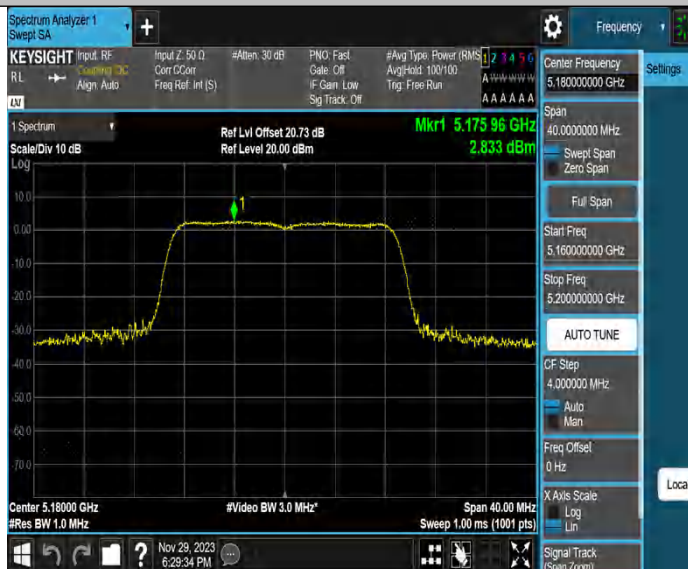 Spectrum Analyzer 1
Swept SA
+
Frequency
KEYSIGHT
RL
LXI
Input: RF
Coupling: DC
Align: Auto
Input Z: 50 Ω
Corr CCorr
Freq Ref: Int (S)
#Atten: 30 dB
PNO: Fast
Gate: Off
IF Gain: Low
Sig Track: Off
#Avg Type: Power (RMS
Avg|Hold: 100/100
Trig: Free Run
1 2 3 4 5 6
A W W W W W
A A A A A A
1 Spectrum
Scale/Div 10 dB
Ref Lvl Offset 20.73 dB
Ref Level 20.00 dBm
Mkr1 5.175 96 GHz
2.833 dBm
Log
10.0
0.00
-10.0
-20.0
-30.0
-40.0
-50.0
-60.0
-70.0
1
Center 5.18000 GHz
#Res BW 1.0 MHz
#Video BW 3.0 MHz*
Span 40.00 MHz
Sweep 1.00 ms (1001 pts)
Nov 29, 2023
6:29:34 PM
Center Frequency
5.180000000 GHz
Span
40.0000000 MHz
Swept Span
Zero Span
Full Span
Start Freq
5.160000000 GHz
Stop Freq
5.200000000 GHz
AUTO TUNE
CF Step
4.000000 MHz
Auto
Man
Freq Offset
0 Hz
X Axis Scale
Log
Lin
Signal Track
(Span Zoom)
Settings
Loca